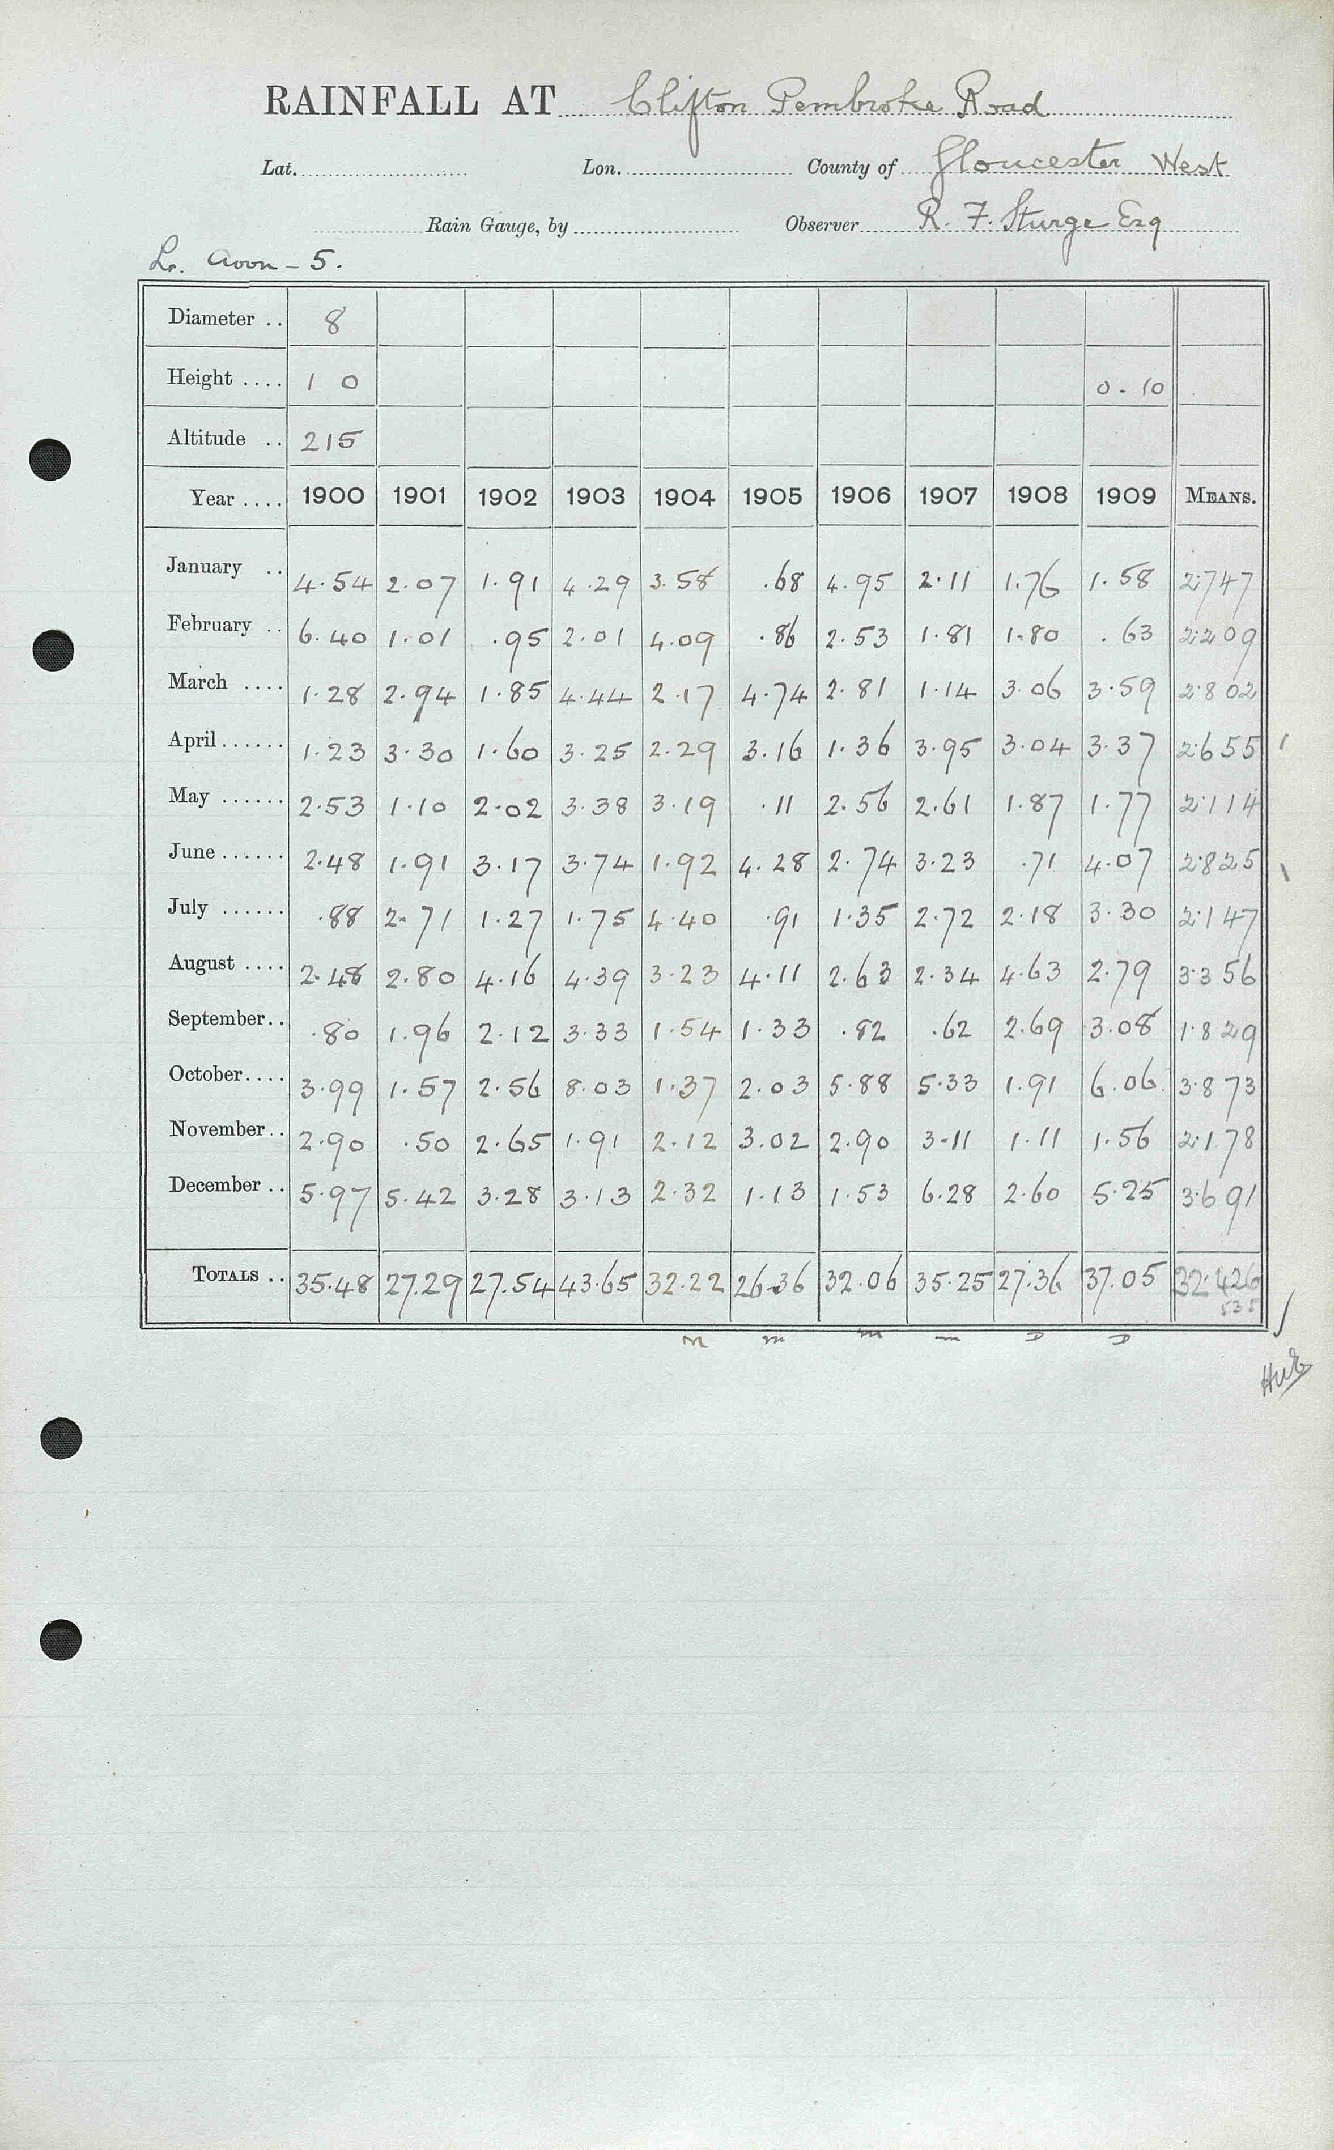 RAINFALL AT Clifton Pembroke Road
Lat. Lon. County of Gloucester West
Rain Gauge, by Observer R. F. Sturge Esq
Lr. Avon - 5.
Diameter .. 8
Height .... 1 0 0.10
Altitude .. 215
Year .... 1900 1901 1902 1903 1904 1905 1906 1907 1908 1909 MEANS.
January .. 4.54 2.07 1.91 4.29 3.58 .68 4.95 2.11 1.76 1.58 2.747
February .. 6.40 1.01 .95 2.01 4.09 .86 2.53 1.81 1.80 .63 2.209
March .... 1.28 2.94 1.85 4.44 2.17 4.74 2.81 1.14 3.06 3.59 2.802
April ...... 1.23 3.30 1.60 3.25 2.29 3.16 1.36 3.95 3.04 3.37 2.655
May ...... 2.53 1.10 2.02 3.38 3.19 .11 2.56 2.61 1.87 1.77 2.114
June ...... 2.48 1.91 3.17 3.74 1.92 4.28 2.74 3.23 .71 4.07 2.825
July ...... .88 2.71 1.27 1.75 4.40 .91 1.35 2.72 2.18 3.30 2.147
August .... 2.48 2.80 4.16 4.39 3.23 4.11 2.63 2.34 4.63 2.79 3.356
September.. .80 1.96 2.12 3.33 1.54 1.33 .82 .62 2.69 3.08 1.829
October.... 3.99 1.57 2.56 8.03 1.37 2.03 5.88 5.33 1.91 6.06 3.873
November.. 2.90 .50 2.65 1.91 2.12 3.02 2.90 3.11 1.11 1.56 2.178
December .. 5.97 5.42 3.28 3.13 2.32 1.13 1.53 6.28 2.60 5.25 3.691
TOTALS .. 35.48 27.29 27.54 43.65 32.22 26.36 32.06 35.25 27.36 37.05 32.426
535
m m m D D